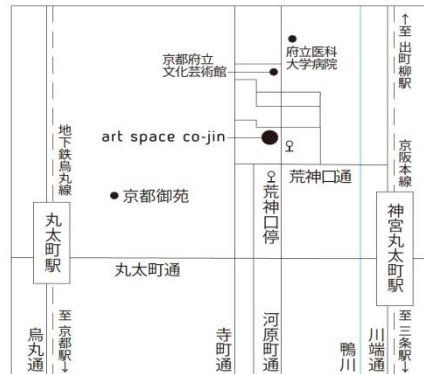 府立医科
大学病院
京都府立
文化芸術館
←至 出町柳駅
art space co-jin
地下鉄烏丸線
京阪本線
京都御苑
荒神口停
荒神口通
丸太町駅
神宮丸太町駅
丸太町通
至 京都駅→
至 三条駅→
烏丸通
寺町通
河原町通
鴨川
川端通